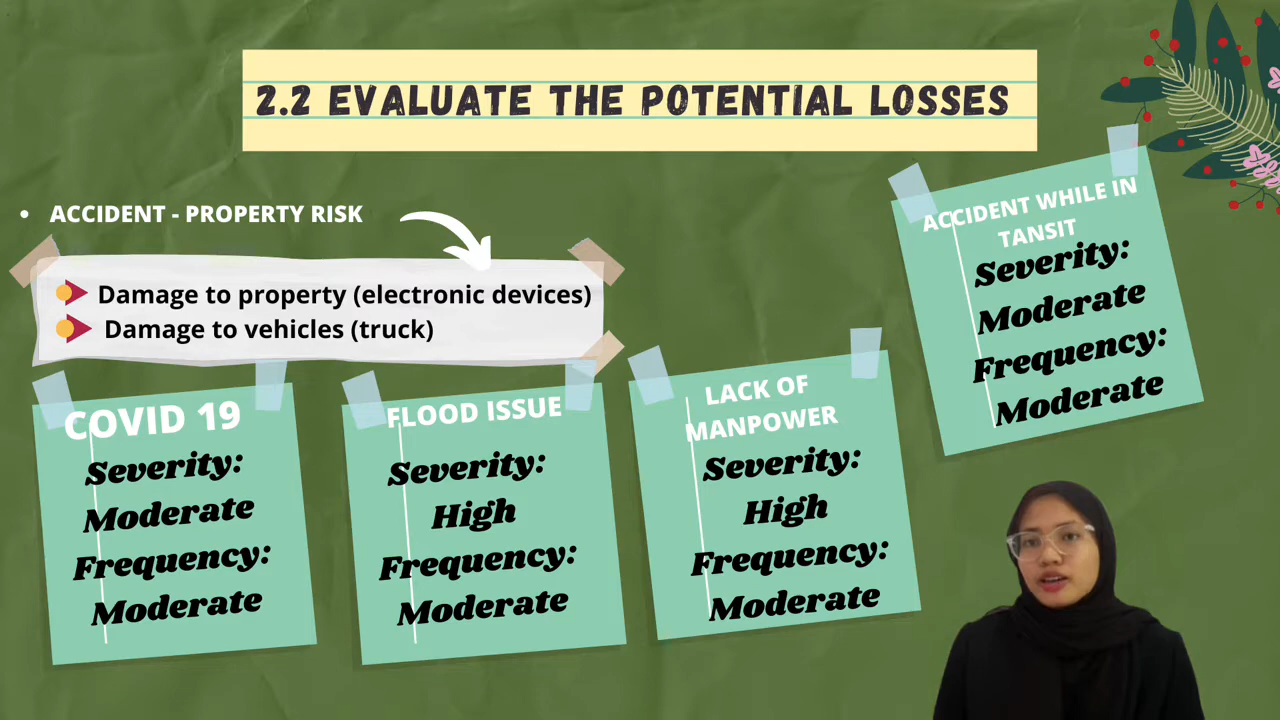 2.2 EVALUATE THE POTENTIAL LOSSES
• ACCIDENT - PROPERTY RISK
Damage to property (electronic devices)
Damage to vehicles (truck)
COVID 19
Severity:
Moderate
Frequency:
Moderate
FLOOD ISSUE
Severity:
High
Frequency:
Moderate
LACK OF
MANPOWER
Severity:
High
Frequency:
Moderate
ACCIDENT WHILE IN
TANSIT
Severity:
Moderate
Frequency:
Moderate